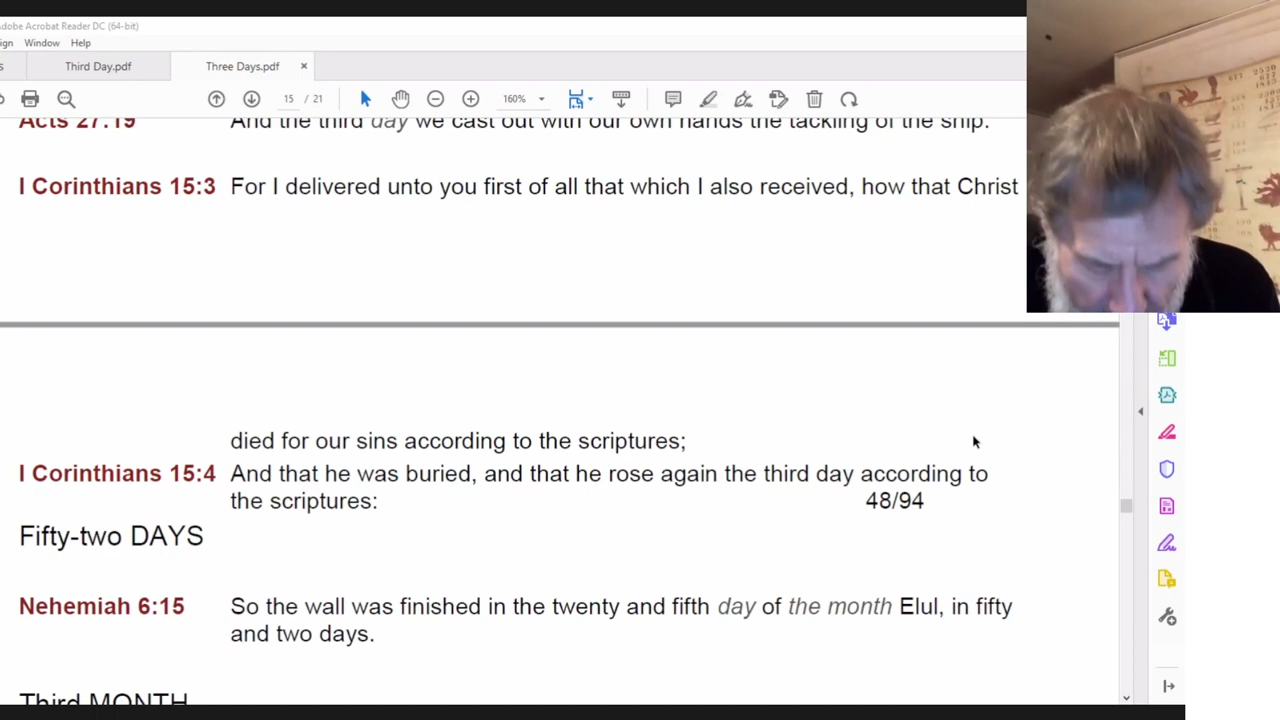 Adobe Acrobat Reader DC (64-bit)
Window Help
Third Day.pdf Three Days.pdf ×
15 / 21 160%
Acts 27:19 And the third day we cast out with our own hands the tackling of the ship.
I Corinthians 15:3 For I delivered unto you first of all that which I also received, how that Christ
died for our sins according to the scriptures;
I Corinthians 15:4 And that he was buried, and that he rose again the third day according to
the scriptures: 48/94
Fifty-two DAYS
Nehemiah 6:15 So the wall was finished in the twenty and fifth day of the month Elul, in fifty
and two days.
Third MONTH